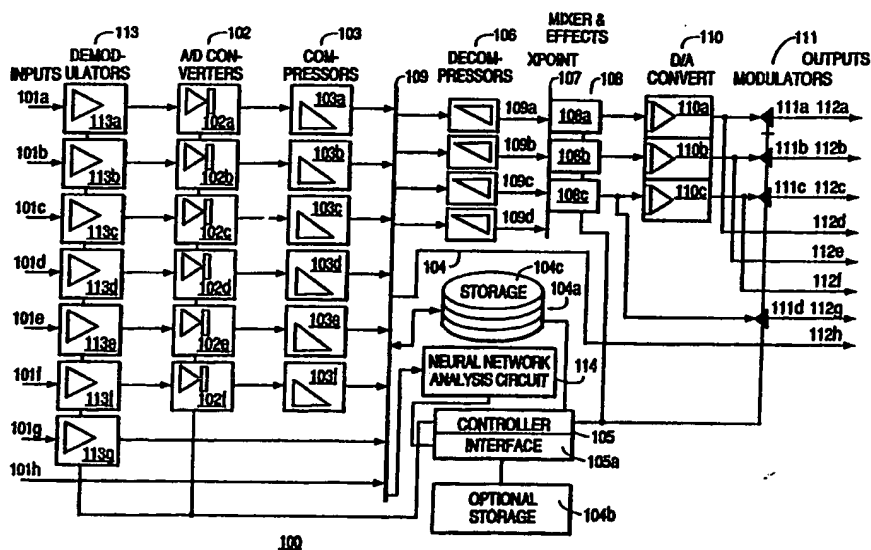 113 102 103 106 MIXER & EFFECTS 110 111
INPUTS DEMOD- ULATORS A/D CON- VERTERS COM- PRESSORS 109 DECOM- PRESSORS XPOINT 107 108 D/A CONVERT MODULATORS OUTPUTS
101a 113a 102a 103a 109a 108a 110a 111a 112a
101b 113b 102b 103b 109b 108b 110b 111b 112b
101c 113c 102c 103c 109c 108c 110c 111c 112c
109d 112d
101d 113d 102d 103d 104 104c 112e
STORAGE 104a 112f
101e 113e 102e 103e 111d 112g
112h
NEURAL NETWORK
ANALYSIS CIRCUIT 114
101f 113f 102f 103f
CONTROLLER 105
101g 113g INTERFACE 105a
101h
OPTIONAL
STORAGE 104b
100